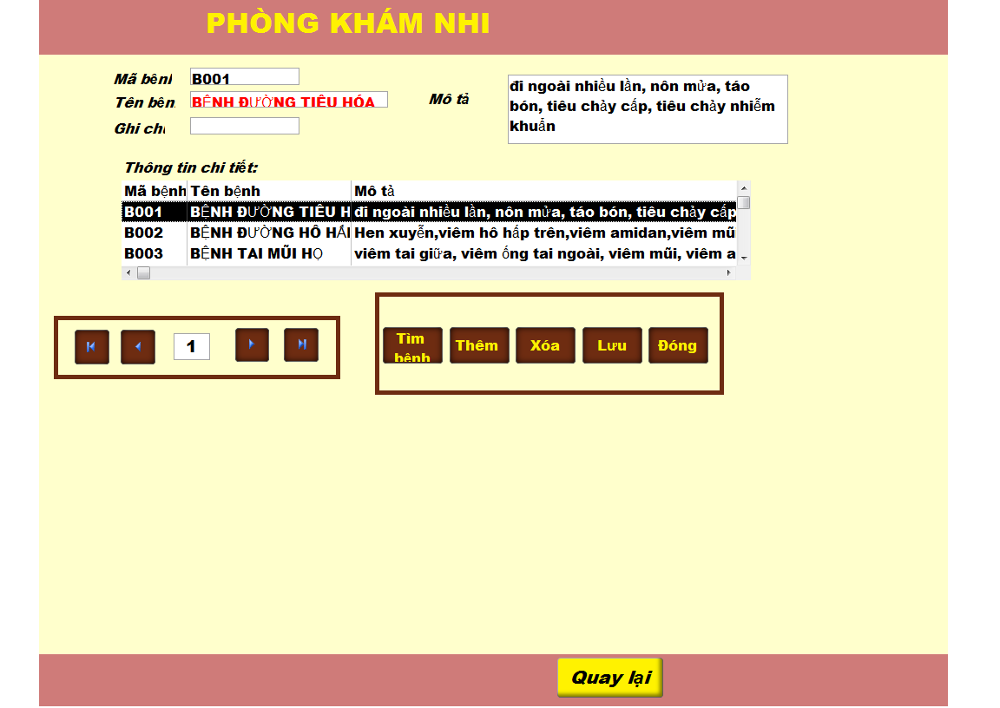 PHÒNG KHÁM NHI
Mã bên
B001
Tên bên
BỆNH ĐƯỜNG TIÊU HÓA
Ghi chi
Mô tả
đi ngoài nhiều lần, nôn mửa, táo
bón, tiêu chảy cấp, tiêu chảy nhiễm
khuẩn
Thông tin chi tiết:
Mã bệnh Tên bệnh Mô tả
B001 BỆNH ĐƯỜNG TIÊU H đi ngoài nhiều lần, nôn mửa, táo bón, tiêu chảy cấp
B002 BỆNH ĐƯỜNG HÔ HẤI Hen xuyễn,viêm hô hấp trên,viêm amidan,viêm mũ
B003 BỆNH TAI MŨI HỌ viêm tai giữa, viêm ống tai ngoài, viêm mũi, viêm a
1
Tìm
bênh
Thêm
Xóa
Lưu
Đóng
Quay lại